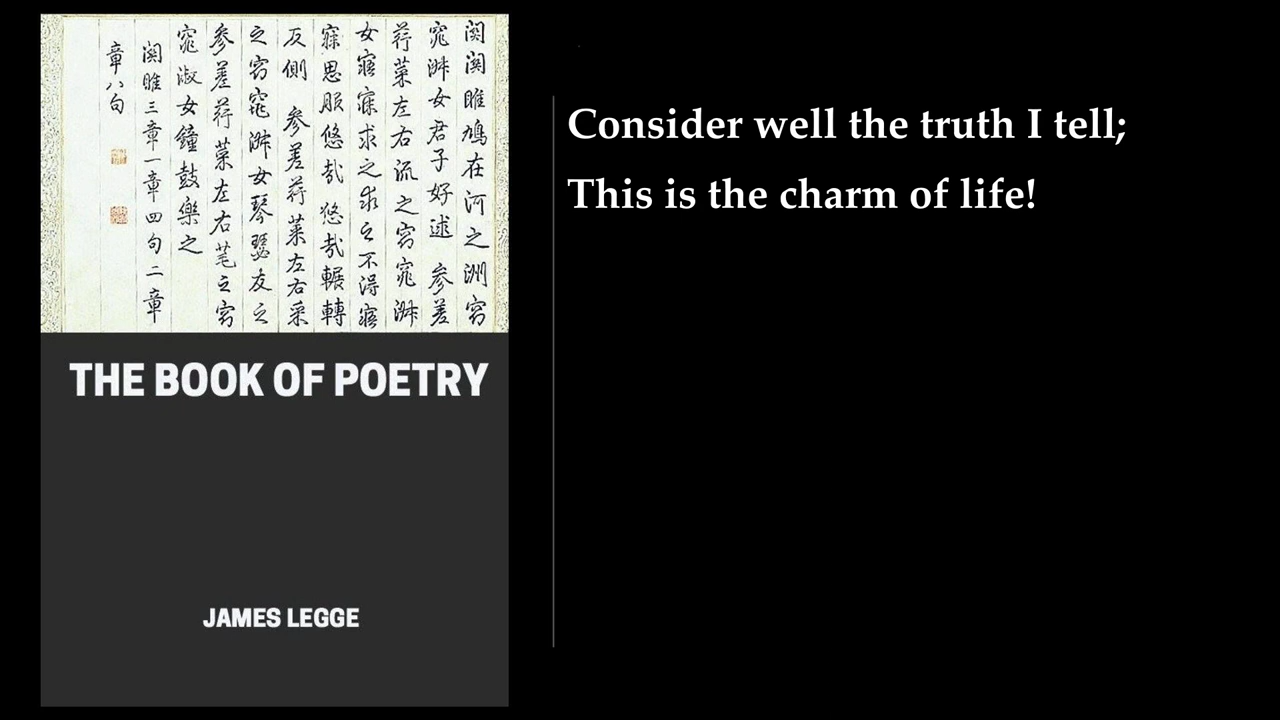 關關雎鳩在河之洲窈
窕淑女君子好逑 參差
荇菜左右流之窈窕淑
女寤寐求之求之不得寤
寐思服悠哉悠哉輾轉
反側 參差荇菜左右采
之窈窕淑女琴瑟友之
參差荇菜左右芼之窈
窕淑女鐘鼓樂之
關雎三章一章四句二章
章八句
THE BOOK OF POETRY
JAMES LEGGE
Consider well the truth I tell;
This is the charm of life!